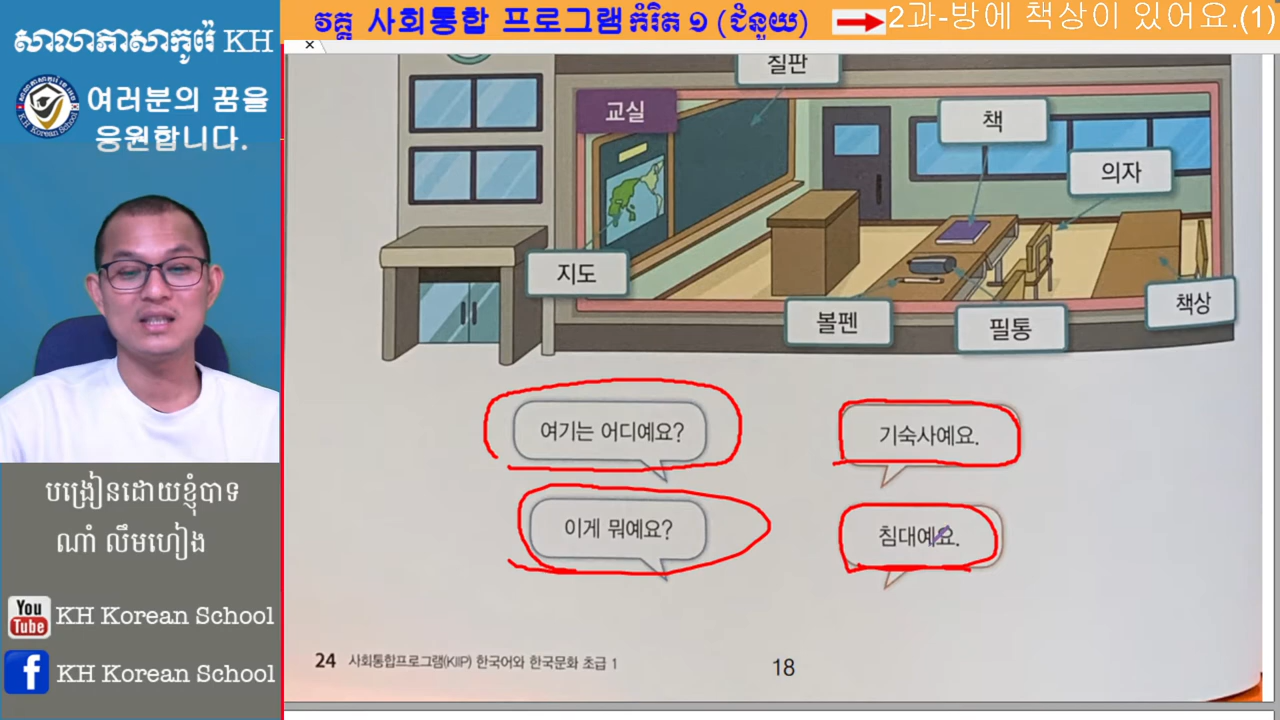 សាលាភាសាកូរ៉េ KH
여러분의 꿈을
응원합니다.
វគ្គ 사회통합 프로그램 កំរិត ១ (ជំនួយ)
2과-방에 책상이 있어요.(1)
칠판
교실
책
의자
지도
볼펜
필통
책상
여기는 어디예요?
기숙사예요.
이게 뭐예요?
침대예요.
24 사회통합프로그램(KIIP) 한국어와 한국문화 초급 1
18
បង្រៀនដោយខ្ញុំបាទ
ណាំ លឹមហៀង
You Tube KH Korean School
f KH Korean School